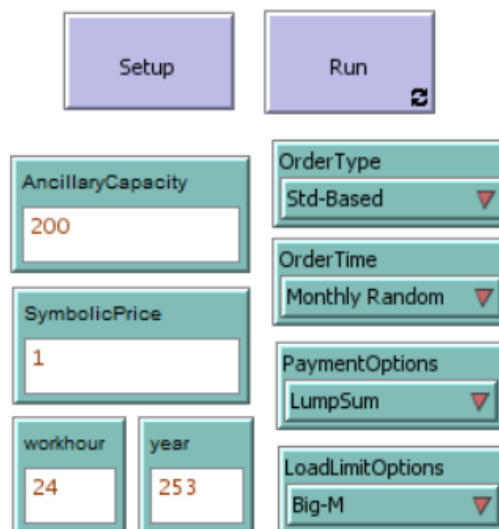 Setup
Run
AncillaryCapacity
200
SymbolicPrice
1
workhour
24
year
253
OrderType
Std-Based
OrderTime
Monthly Random
PaymentOptions
LumpSum
LoadLimitOptions
Big-M